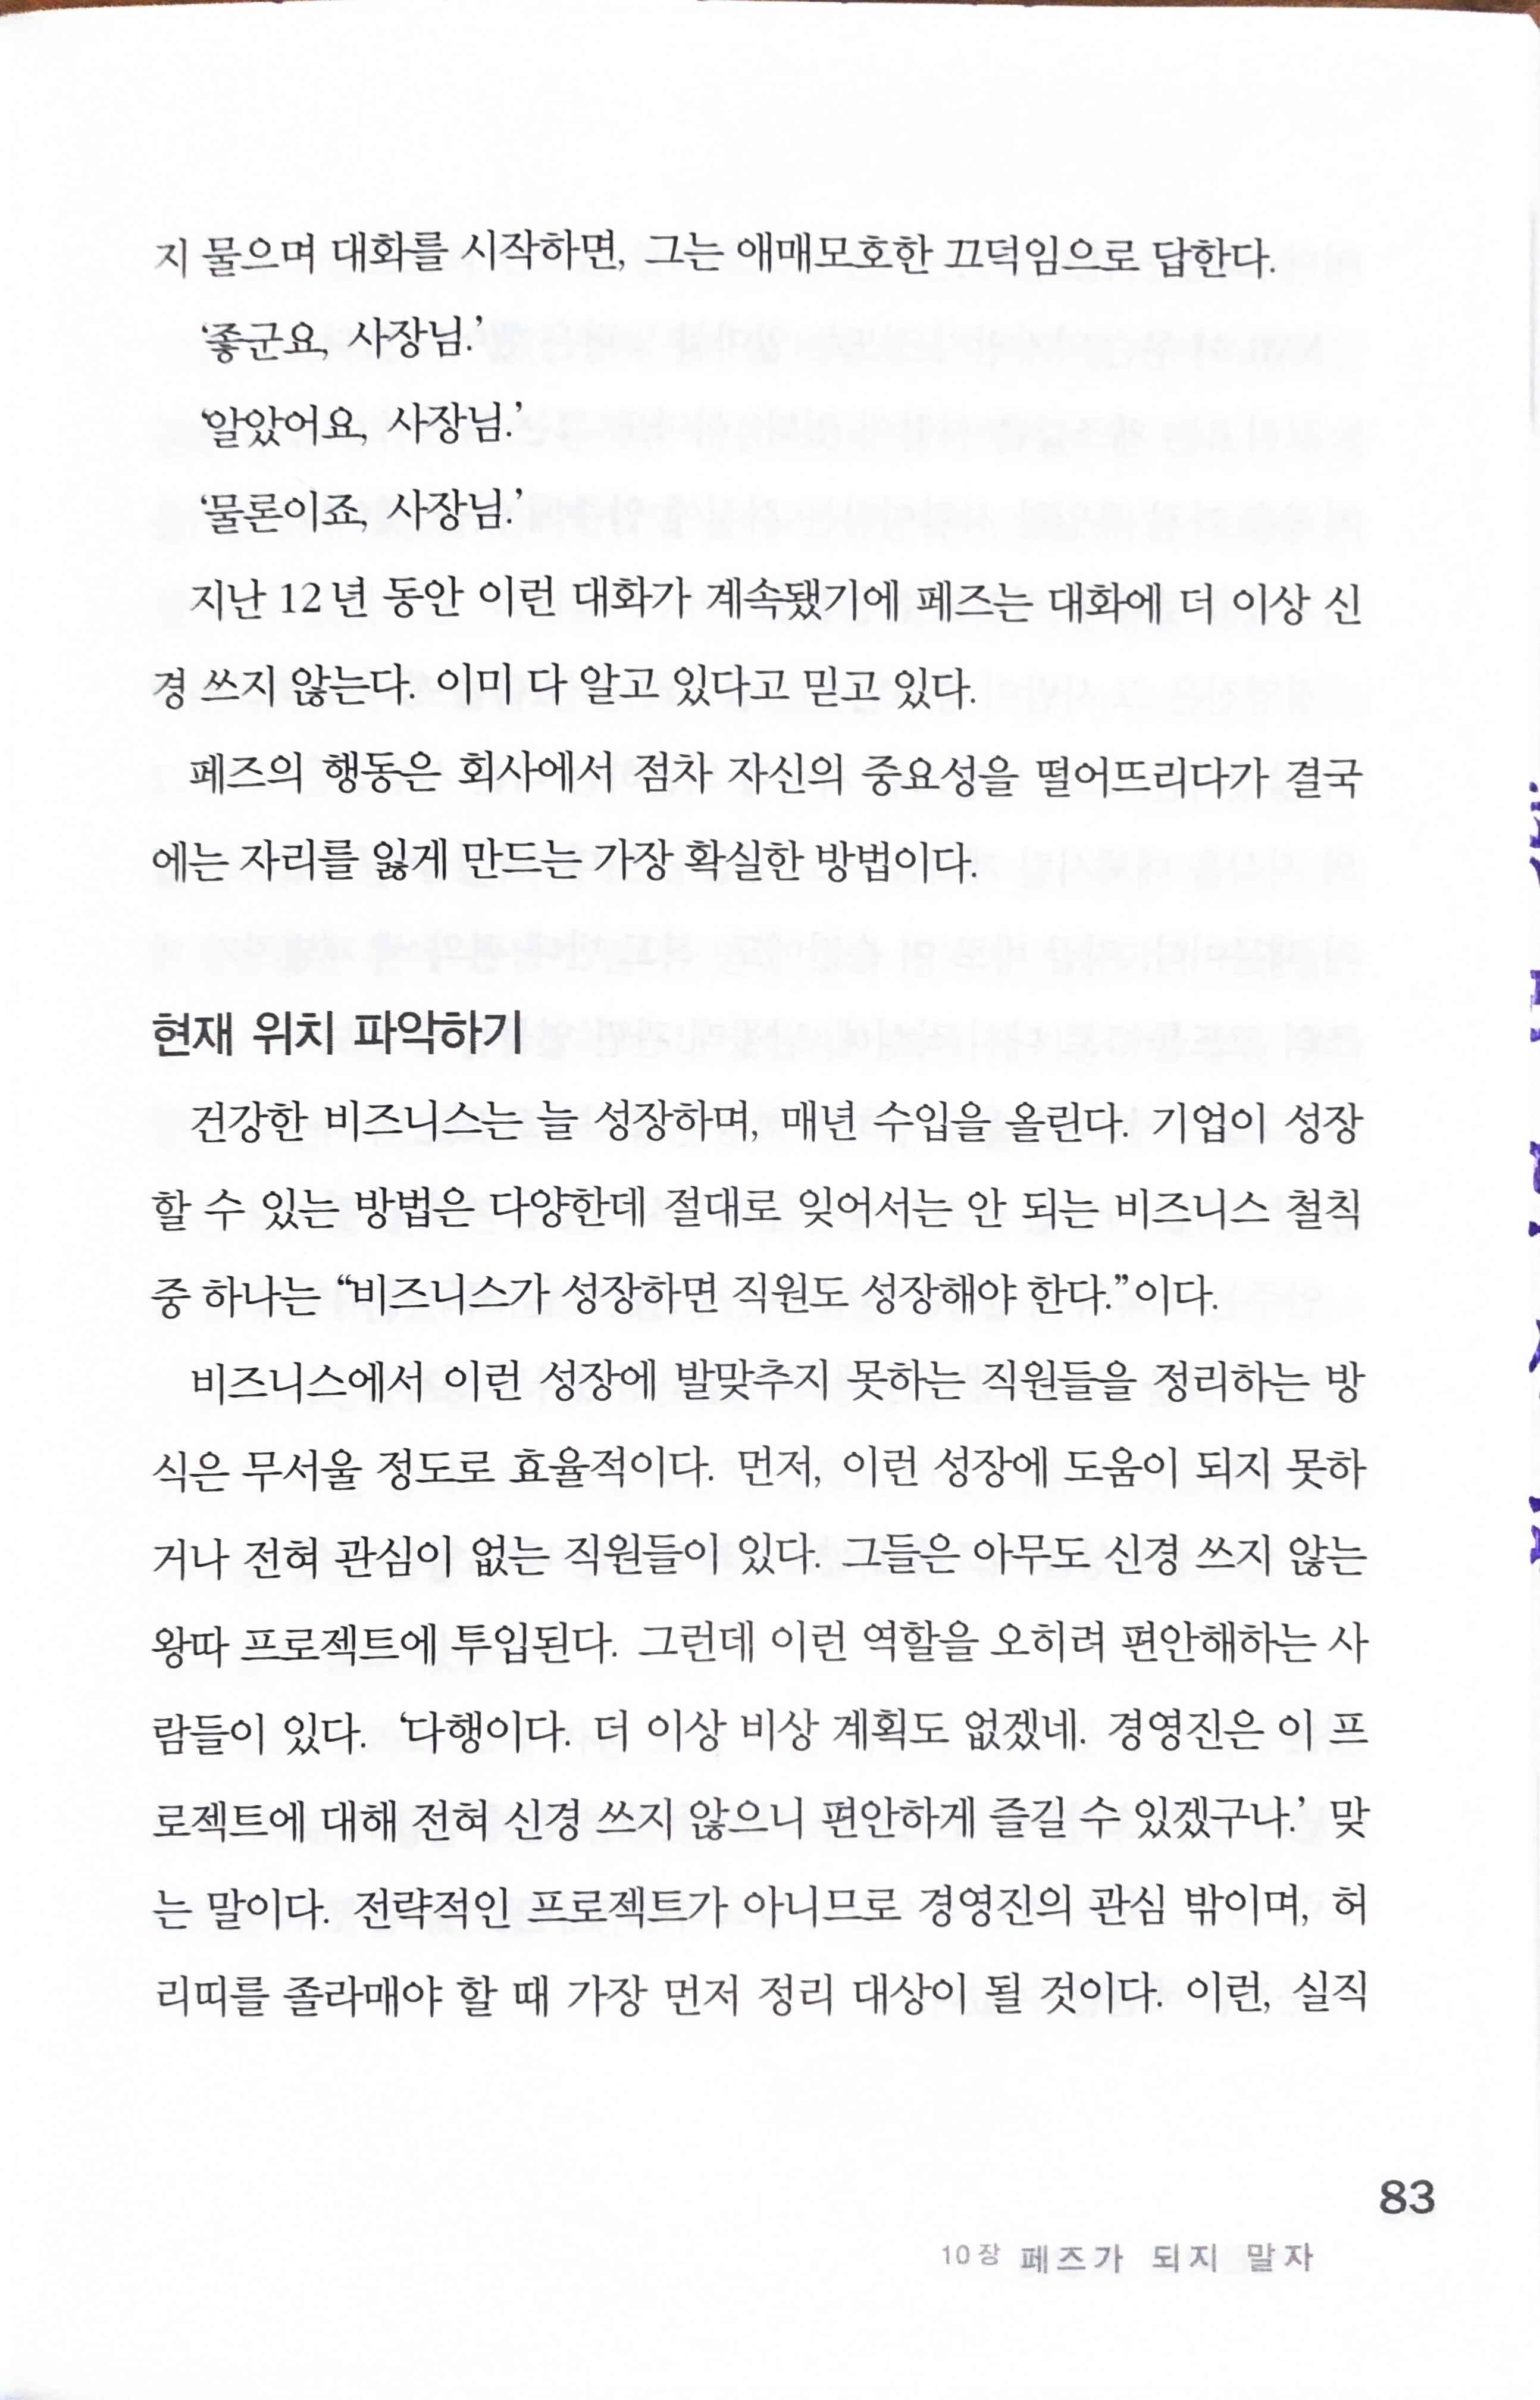 지 물으며 대화를 시작하면, 그는 애매모호한 끄덕임으로 답한다.
‘좋군요, 사장님.’
‘알았어요, 사장님.’
‘물론이죠, 사장님.’
지난 12년 동안 이런 대화가 계속됐기에 페즈는 대화에 더 이상 신
경 쓰지 않는다. 이미 다 알고 있다고 믿고 있다.
페즈의 행동은 회사에서 점차 자신의 중요성을 떨어뜨리다가 결국
에는 자리를 잃게 만드는 가장 확실한 방법이다.
현재 위치 파악하기
건강한 비즈니스는 늘 성장하며, 매년 수입을 올린다. 기업이 성장
할 수 있는 방법은 다양한데 절대로 잊어서는 안 되는 비즈니스 철칙
중 하나는 “비즈니스가 성장하면 직원도 성장해야 한다.”이다.
비즈니스에서 이런 성장에 발맞추지 못하는 직원들을 정리하는 방
식은 무서울 정도로 효율적이다. 먼저, 이런 성장에 도움이 되지 못하
거나 전혀 관심이 없는 직원들이 있다. 그들은 아무도 신경 쓰지 않는
왕따 프로젝트에 투입된다. 그런데 이런 역할을 오히려 편안해하는 사
람들이 있다. ‘다행이다. 더 이상 비상 계획도 없겠네. 경영진은 이 프
로젝트에 대해 전혀 신경 쓰지 않으니 편안하게 즐길 수 있겠구나.’ 맞
는 말이다. 전략적인 프로젝트가 아니므로 경영진의 관심 밖이며, 허
리띠를 졸라매야 할 때 가장 먼저 정리 대상이 될 것이다. 이런, 실직
83
10장 페즈가 되지 말자